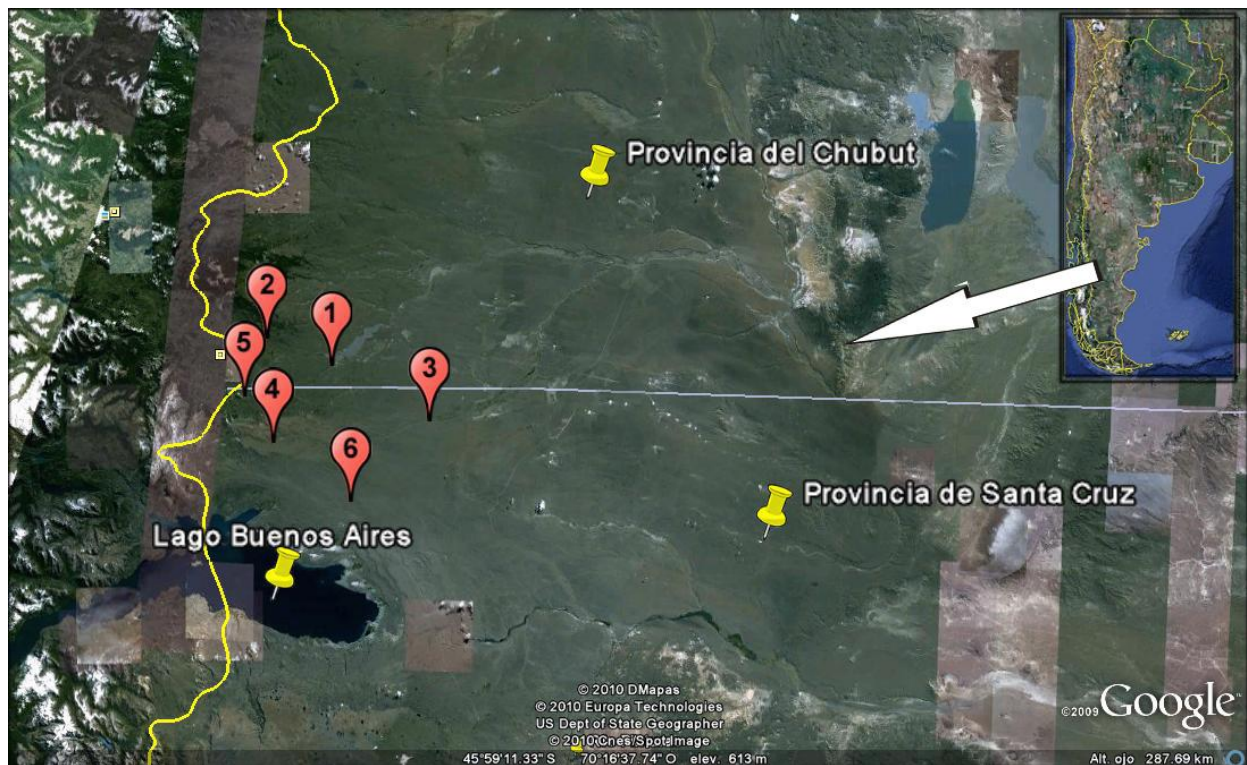 Provincia del Chubut
2
1
5
3
4
6
Provincia de Santa Cruz
Lago Buenos Aires
© 2010 DMapas
© 2010 Europa Technologies
US Dept of State Geographer
© 2010 Cnes/Spot Image
©2009 Google™
45°59'11.33" S 70°16'37.74" O elev. 613 m
Alt. ojo 287.69 km